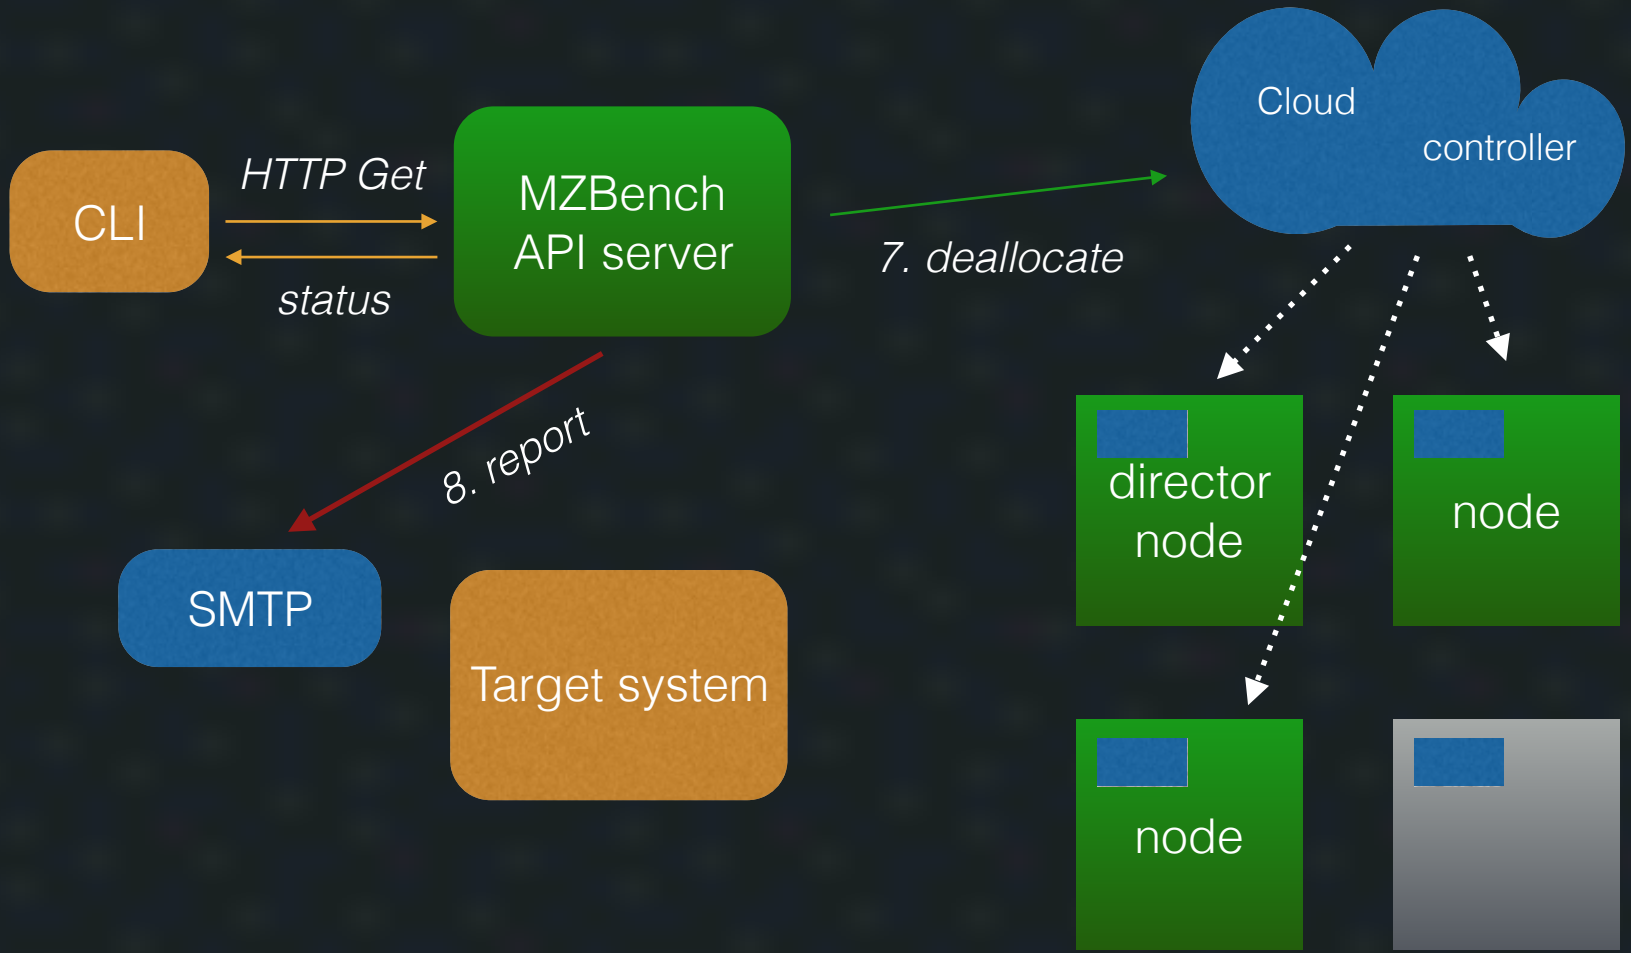 Cloud
controller
HTTP Get
CLI
MZBench
API server
status
7. deallocate
8. report
director
node
node
SMTP
Target system
node